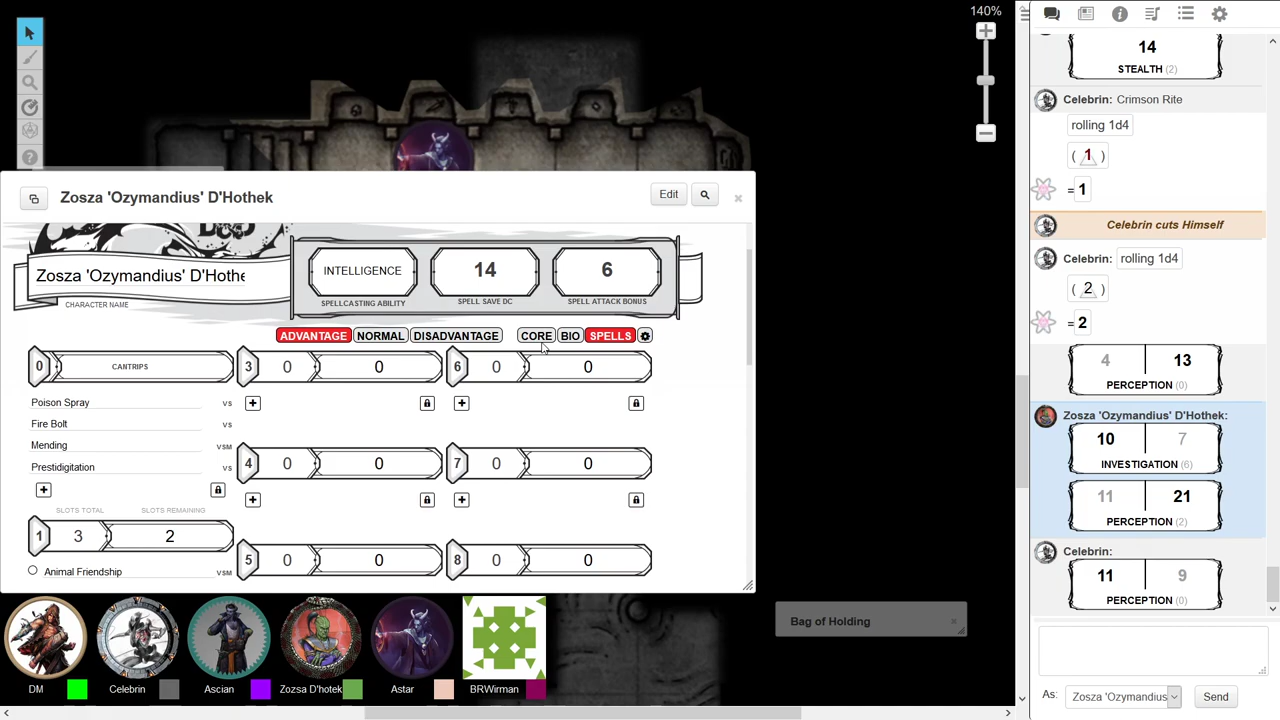 140%
14
STEALTH (2)
Celebrin: Crimson Rite
rolling 1d4
( 1 )
= 1
Celebrin cuts Himself
Celebrin: rolling 1d4
( 2 )
= 2
4 13
PERCEPTION (0)
Zosza 'Ozymandius' D'Hothek:
10 7
INVESTIGATION (6)
11 21
PERCEPTION (2)
Celebrin:
11 9
PERCEPTION (0)
As: Zosza 'Ozymandius Send
Zosza 'Ozymandius' D'Hothek
Edit
D&D
Zosza 'Ozymandius' D'Hothe
CHARACTER NAME
INTELLIGENCE 14 6
SPELLCASTING ABILITY SPELL SAVE DC SPELL ATTACK BONUS
ADVANTAGE NORMAL DISADVANTAGE CORE BIO SPELLS
0 CANTRIPS
Poison Spray VS
Fire Bolt VS
Mending VSM
Prestidigitation VS
SLOTS TOTAL SLOTS REMAINING
1 3 2
Animal Friendship VSM
3 0 0
4 0 0
5 0 0
6 0 0
7 0 0
8 0 0
Bag of Holding
DM Celebrin Ascian Zozsa D'hotek Astar BRWirman